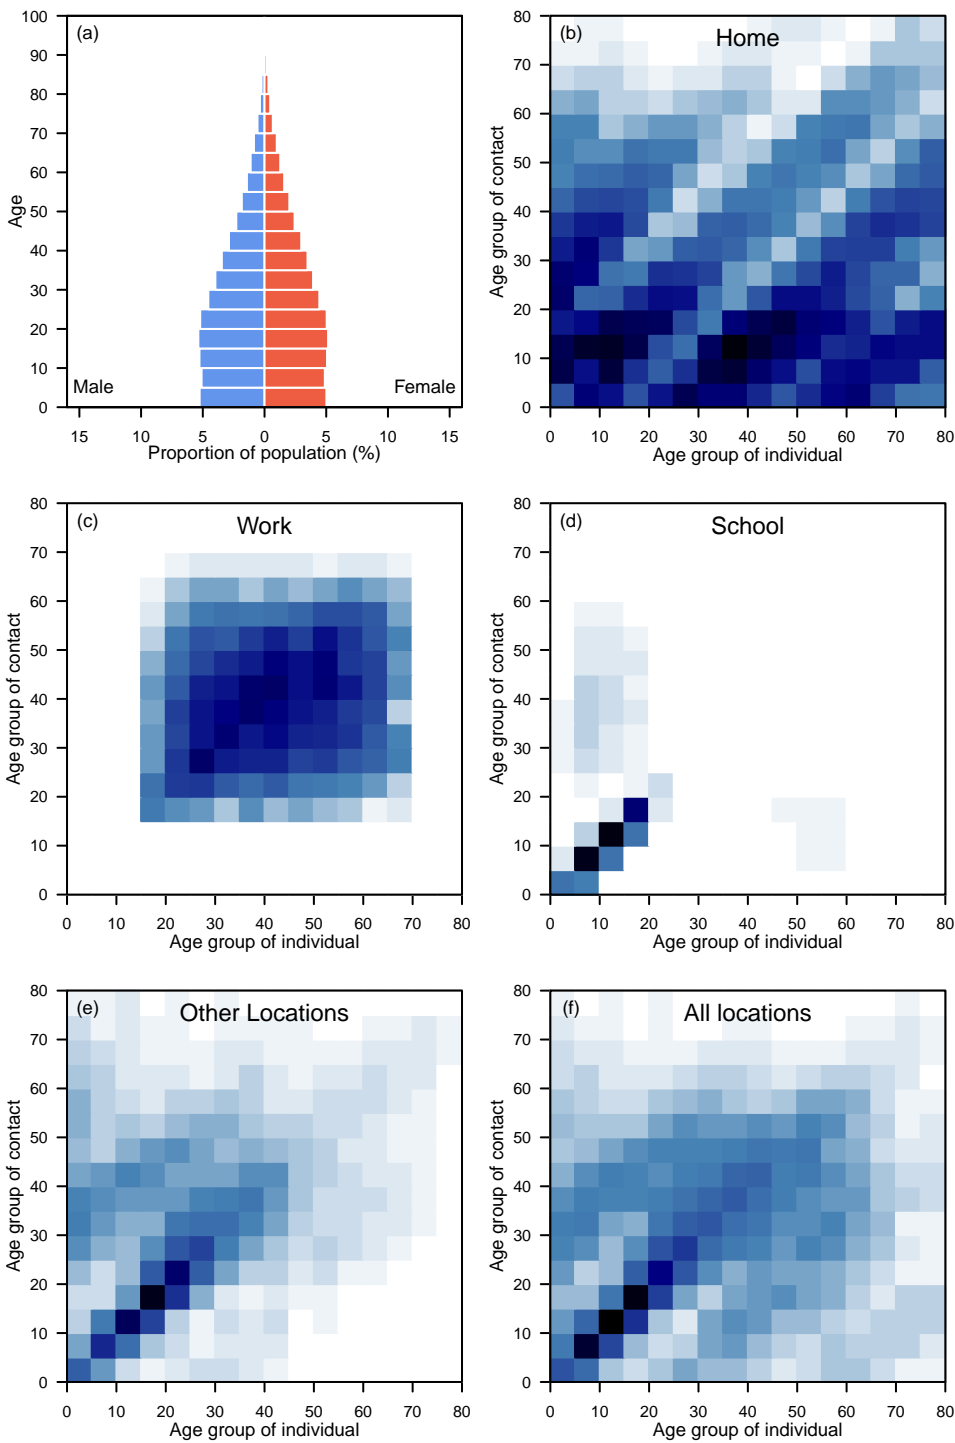 (a)
100
90
80
70
60
50
40
30
20
10
0
Age
Male
Female
15 10 5 0 5 10 15
Proportion of population (%)
(b)
Home
80
70
60
50
40
30
20
10
0
Age group of contact
0 10 20 30 40 50 60 70 80
Age group of individual
(c)
Work
80
70
60
50
40
30
20
10
0
Age group of contact
0 10 20 30 40 50 60 70 80
Age group of individual
(d)
School
80
70
60
50
40
30
20
10
0
Age group of contact
0 10 20 30 40 50 60 70 80
Age group of individual
(e)
Other Locations
80
70
60
50
40
30
20
10
0
Age group of contact
0 10 20 30 40 50 60 70 80
Age group of individual
(f)
All locations
80
70
60
50
40
30
20
10
0
Age group of contact
0 10 20 30 40 50 60 70 80
Age group of individual